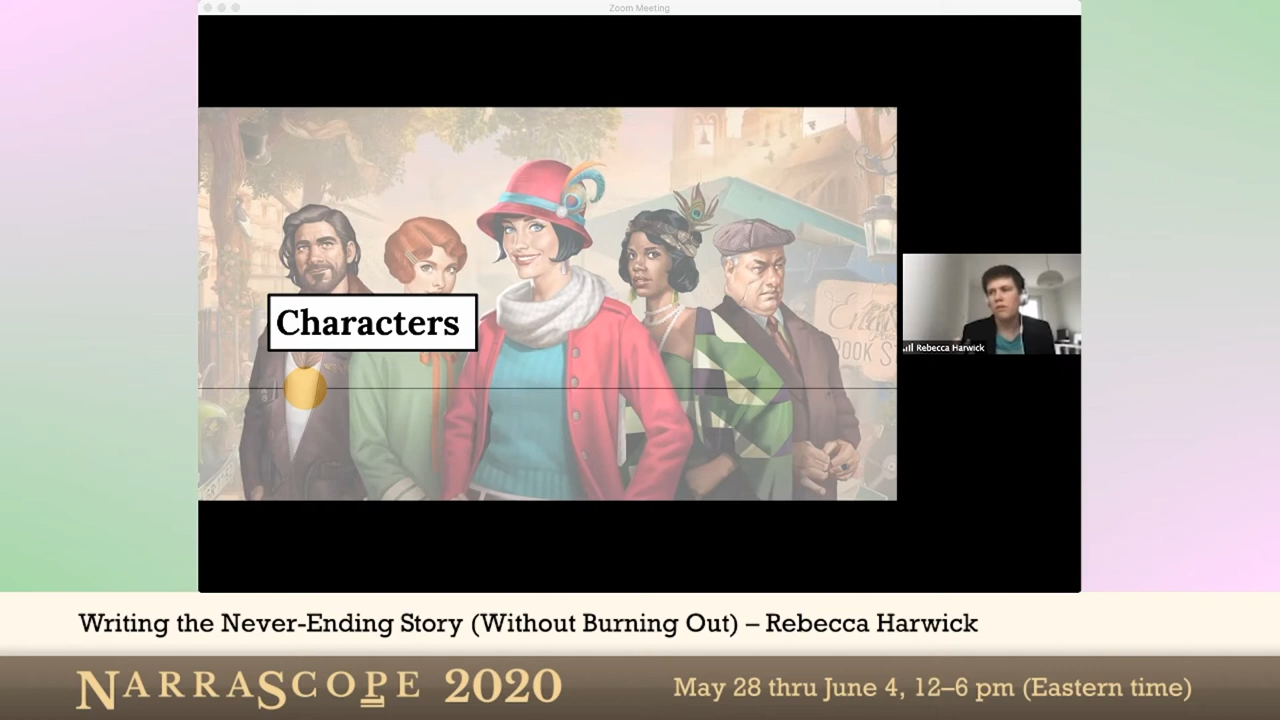 Zoom Meeting
Characters
Rebecca Harwick
Writing the Never-Ending Story (Without Burning Out) – Rebecca Harwick
NARRASCOPE 2020
May 28 thru June 4, 12–6 pm (Eastern time)